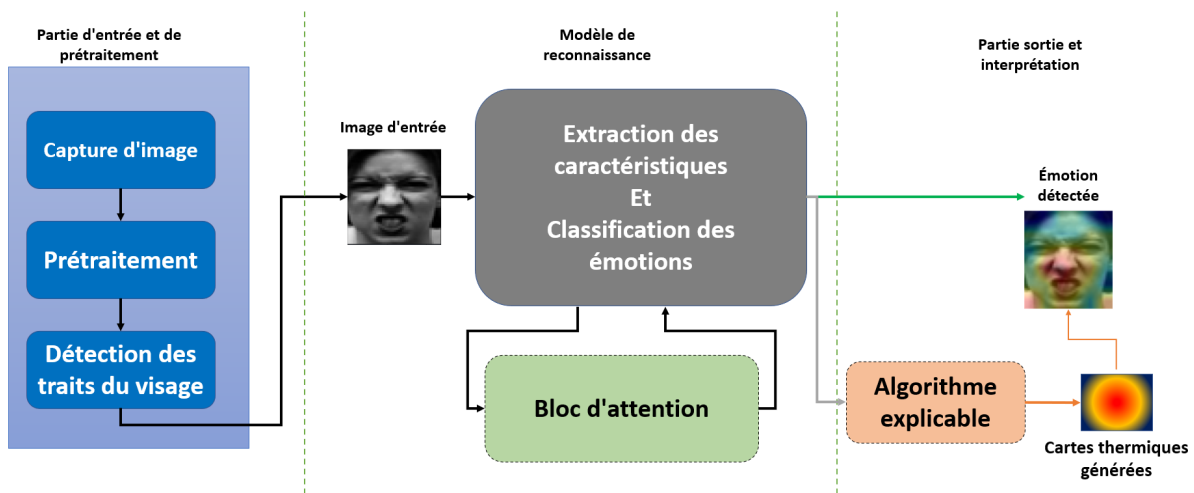 Partie d'entrée et de
prétraitement
Capture d'image
Prétraitement
Détection des
traits du visage
Modèle de
reconnaissance
Image d'entrée
Extraction des
caractéristiques
Et
Classification des
émotions
Bloc d'attention
Partie sortie et
interprétation
Émotion
détectée
Algorithme
explicable
Cartes thermiques
générées